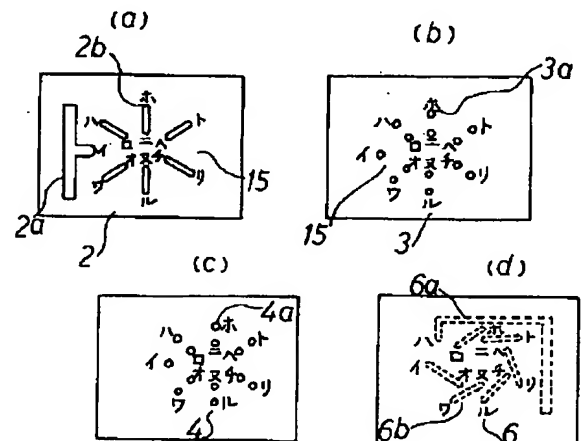 (a)
2b
ホ
ハ ト
ロ ニ ヘ
イ
オ ヌ チ
15
ワ リ
ル
2a
2
(b)
3a
ホ
ハ ト
ロ ニ ヘ
イ
オ ヌ チ
リ
ワ
15
ル
3
(c)
4a
ホ
ハ ト
ロ ニ ヘ
イ
オ ヌ チ
リ
ワ
ル
4
(d)
6a
ホ
ハ ト
ロ ニ ヘ
イ
オ ヌ チ
リ
ワ ル
6b
6